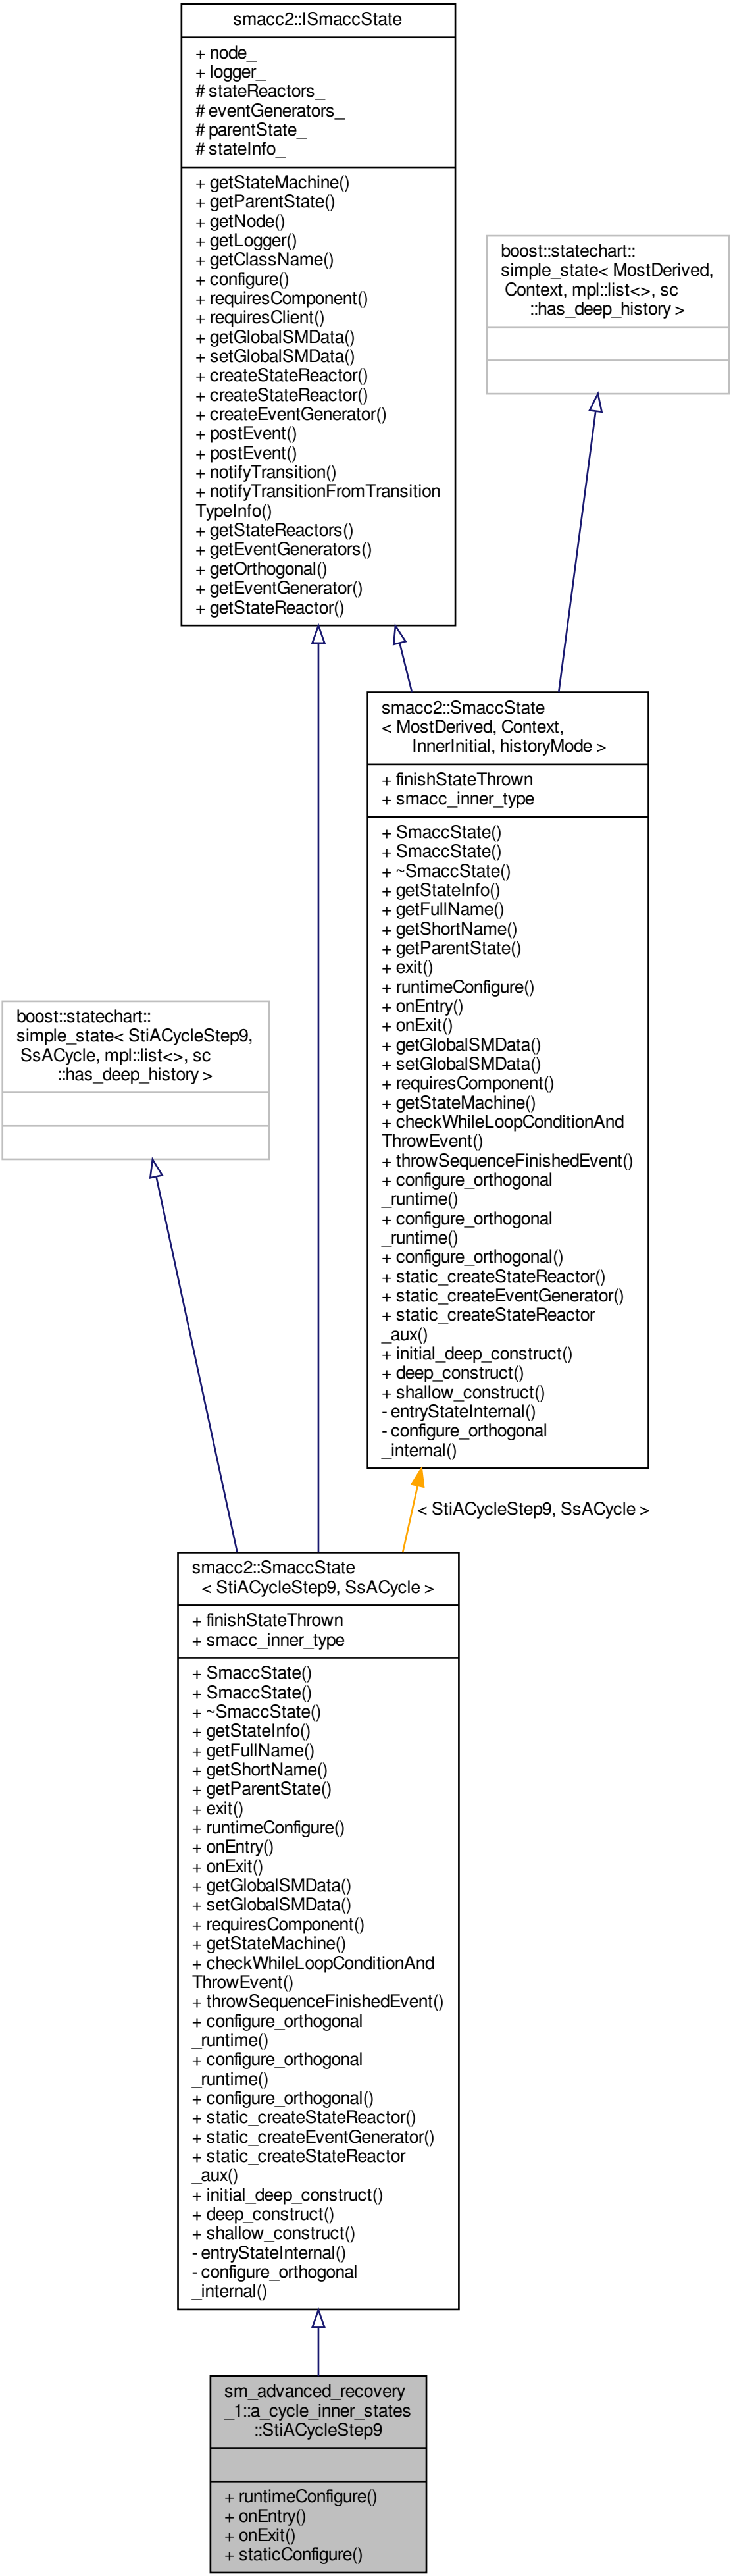 smacc2::ISmaccState
+ node_
+ logger_
# stateReactors_
# eventGenerators_
# parentState_
# stateInfo_
+ getStateMachine()
+ getParentState()
+ getNode()
+ getLogger()
+ getClassName()
+ configure()
+ requiresComponent()
+ requiresClient()
+ getGlobalSMData()
+ setGlobalSMData()
+ createStateReactor()
+ createStateReactor()
+ createEventGenerator()
+ postEvent()
+ postEvent()
+ notifyTransition()
+ notifyTransitionFromTransition
TypeInfo()
+ getStateReactors()
+ getEventGenerators()
+ getOrthogonal()
+ getEventGenerator()
+ getStateReactor()
boost::statechart::
simple_state< MostDerived,
Context, mpl::list<>, sc
::has_deep_history >
smacc2::SmaccState
< MostDerived, Context,
InnerInitial, historyMode >
+ finishStateThrown
+ smacc_inner_type
+ SmaccState()
+ SmaccState()
+ ~SmaccState()
+ getStateInfo()
+ getFullName()
+ getShortName()
+ getParentState()
+ exit()
+ runtimeConfigure()
+ onEntry()
+ onExit()
+ getGlobalSMData()
+ setGlobalSMData()
+ requiresComponent()
+ getStateMachine()
+ checkWhileLoopConditionAnd
ThrowEvent()
+ throwSequenceFinishedEvent()
+ configure_orthogonal
_runtime()
+ configure_orthogonal
_runtime()
+ configure_orthogonal()
+ static_createStateReactor()
+ static_createEventGenerator()
+ static_createStateReactor
_aux()
+ initial_deep_construct()
+ deep_construct()
+ shallow_construct()
- entryStateInternal()
- configure_orthogonal
_internal()
boost::statechart::
simple_state< StiACycleStep9,
SsACycle, mpl::list<>, sc
::has_deep_history >
< StiACycleStep9, SsACycle >
smacc2::SmaccState
< StiACycleStep9, SsACycle >
+ finishStateThrown
+ smacc_inner_type
+ SmaccState()
+ SmaccState()
+ ~SmaccState()
+ getStateInfo()
+ getFullName()
+ getShortName()
+ getParentState()
+ exit()
+ runtimeConfigure()
+ onEntry()
+ onExit()
+ getGlobalSMData()
+ setGlobalSMData()
+ requiresComponent()
+ getStateMachine()
+ checkWhileLoopConditionAnd
ThrowEvent()
+ throwSequenceFinishedEvent()
+ configure_orthogonal
_runtime()
+ configure_orthogonal
_runtime()
+ configure_orthogonal()
+ static_createStateReactor()
+ static_createEventGenerator()
+ static_createStateReactor
_aux()
+ initial_deep_construct()
+ deep_construct()
+ shallow_construct()
- entryStateInternal()
- configure_orthogonal
_internal()
sm_advanced_recovery
_1::a_cycle_inner_states
::StiACycleStep9
+ runtimeConfigure()
+ onEntry()
+ onExit()
+ staticConfigure()